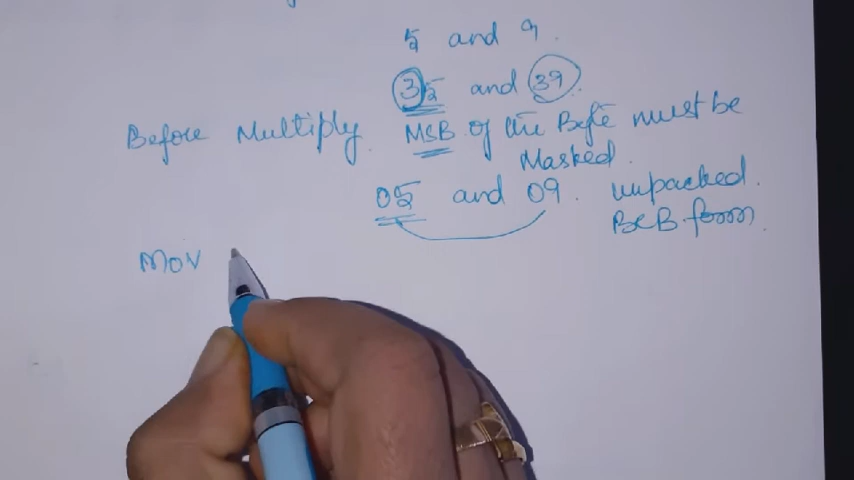 5 and 9.
35 and 39.
Before Multiply. MSB of the Byte must be Masked.
05 and 09. unpacked. BCB form.
MOV